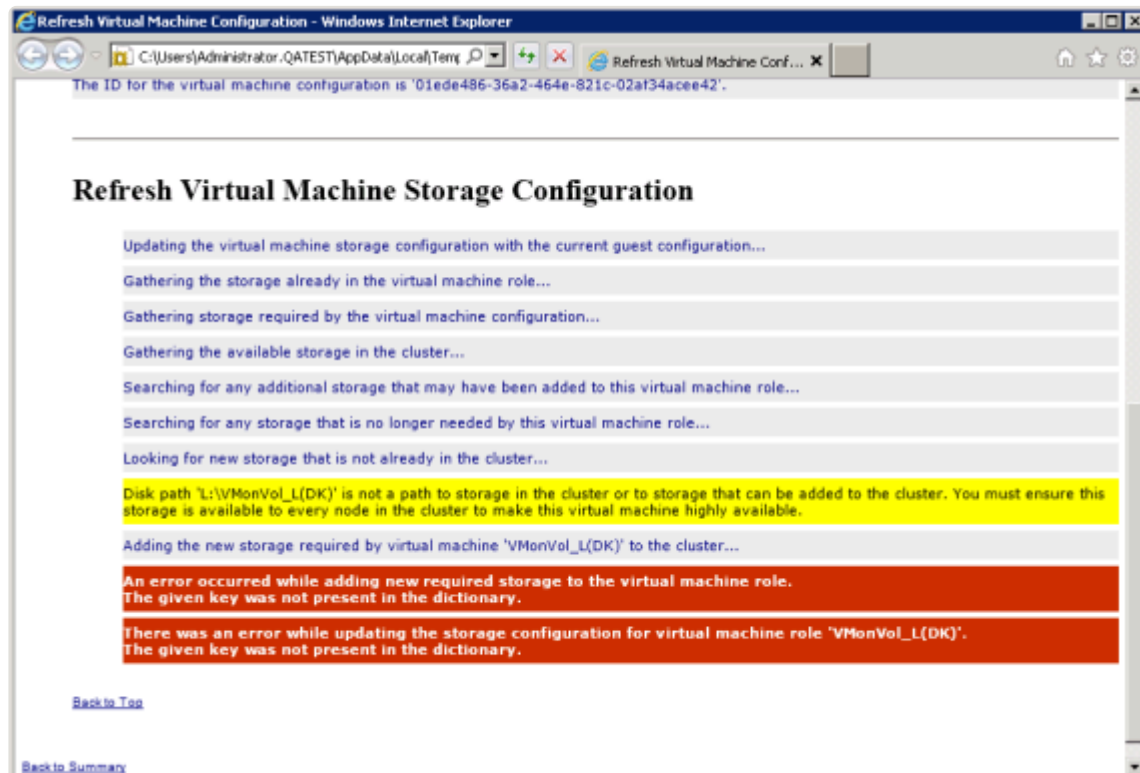 Refresh Virtual Machine Configuration - Windows Internet Explorer
C:\Users\Administrator.QATEST\AppData\Local\Temp
Refresh Virtual Machine Conf...
The ID for the virtual machine configuration is '01ede486-36a2-464e-821c-02af34acee42'.
Refresh Virtual Machine Storage Configuration
Updating the virtual machine storage configuration with the current guest configuration...
Gathering the storage already in the virtual machine role...
Gathering storage required by the virtual machine configuration...
Gathering the available storage in the cluster...
Searching for any additional storage that may have been added to this virtual machine role...
Searching for any storage that is no longer needed by this virtual machine role...
Looking for new storage that is not already in the cluster...
Disk path 'L:\VMonVol_L(DK)' is not a path to storage in the cluster or to storage that can be added to the cluster. You must ensure this
storage is available to every node in the cluster to make this virtual machine highly available.
Adding the new storage required by virtual machine 'VMonVol_L(DK)' to the cluster...
An error occurred while adding new required storage to the virtual machine role.
The given key was not present in the dictionary.
There was an error while updating the storage configuration for virtual machine role 'VMonVol_L(DK)'.
The given key was not present in the dictionary.
Back to Top
Back to Summary